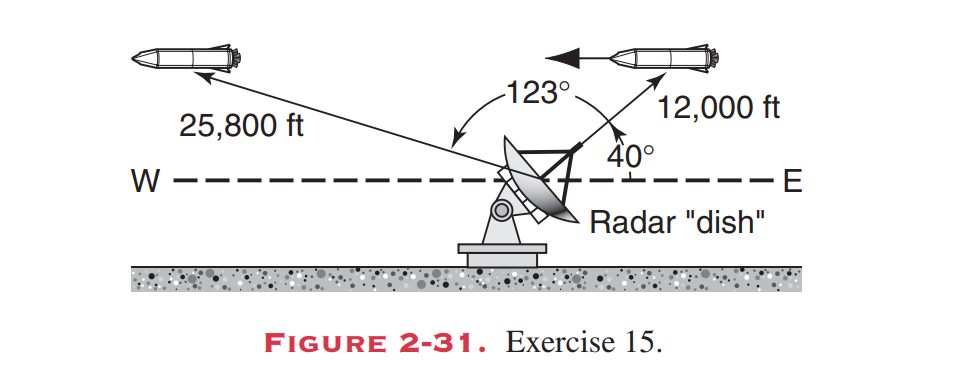 123°
12,000 ft
25,800 ft
40°
W
E
Radar "dish"
FIGURE 2-31. Exercise 15.